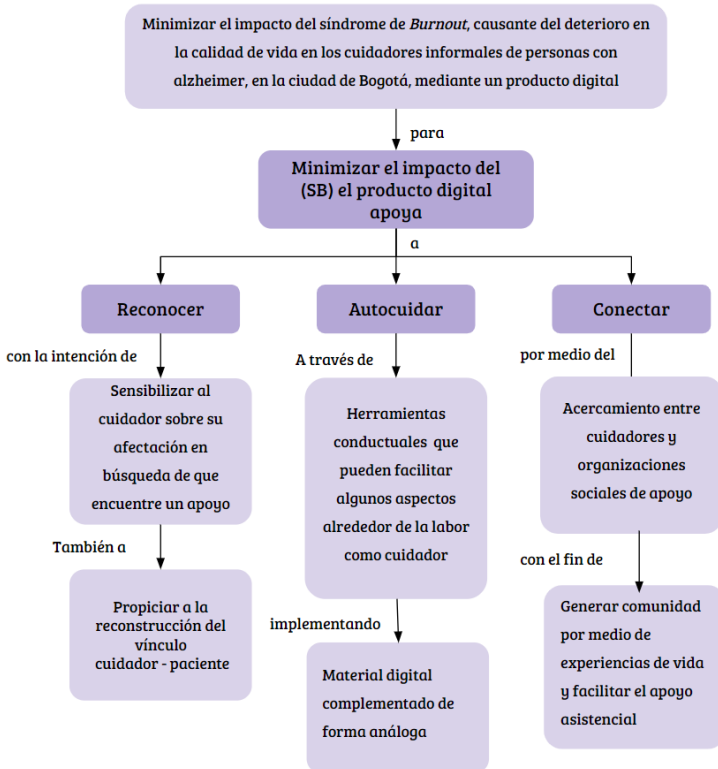 Minimizar el impacto del síndrome de Burnout, causante del deterioro en
la calidad de vida en los cuidadores informales de personas con
alzheimer, en la ciudad de Bogotá, mediante un producto digital
para
Minimizar el impacto del
(SB) el producto digital
apoya
a
Reconocer
con la intención de
Sensibilizar al
cuidador sobre su
afectación en
búsqueda de que
encuentre un apoyo
También a
Propiciar a la
reconstrucción del
vínculo
cuidador - paciente
Autocuidar
A través de
Herramientas
conductuales que
pueden facilitar
algunos aspectos
alrededor de la labor
como cuidador
implementando
Material digital
complementado de
forma análoga
Conectar
por medio del
Acercamiento entre
cuidadores y
organizaciones
sociales de apoyo
con el fin de
Generar comunidad
por medio de
experiencias de vida
y facilitar el apoyo
asistencial